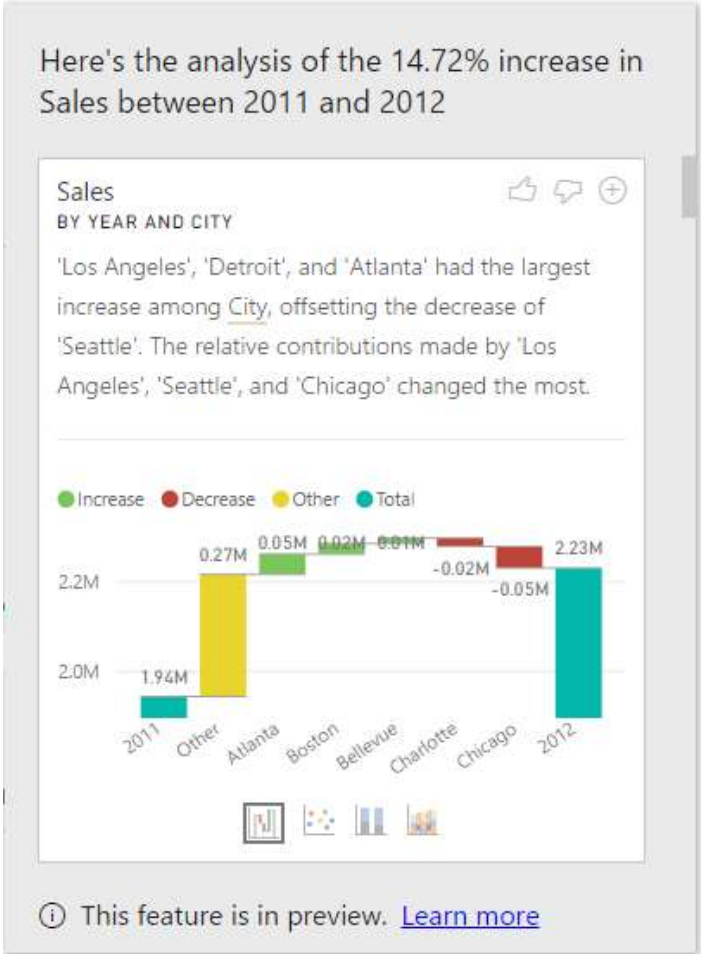 Here's the analysis of the 14.72% increase in
Sales between 2011 and 2012
Sales
BY YEAR AND CITY
'Los Angeles', 'Detroit', and 'Atlanta' had the largest
increase among City, offsetting the decrease of
'Seattle'. The relative contributions made by 'Los
Angeles', 'Seattle', and 'Chicago' changed the most.
Increase Decrease Other Total
2.2M
2.0M
1.94M
0.27M
0.05M
0.02M
0.01M
-0.02M
-0.05M
2.23M
2011
Other
Atlanta
Boston
Bellevue
Charlotte
Chicago
2012
This feature is in preview. Learn more